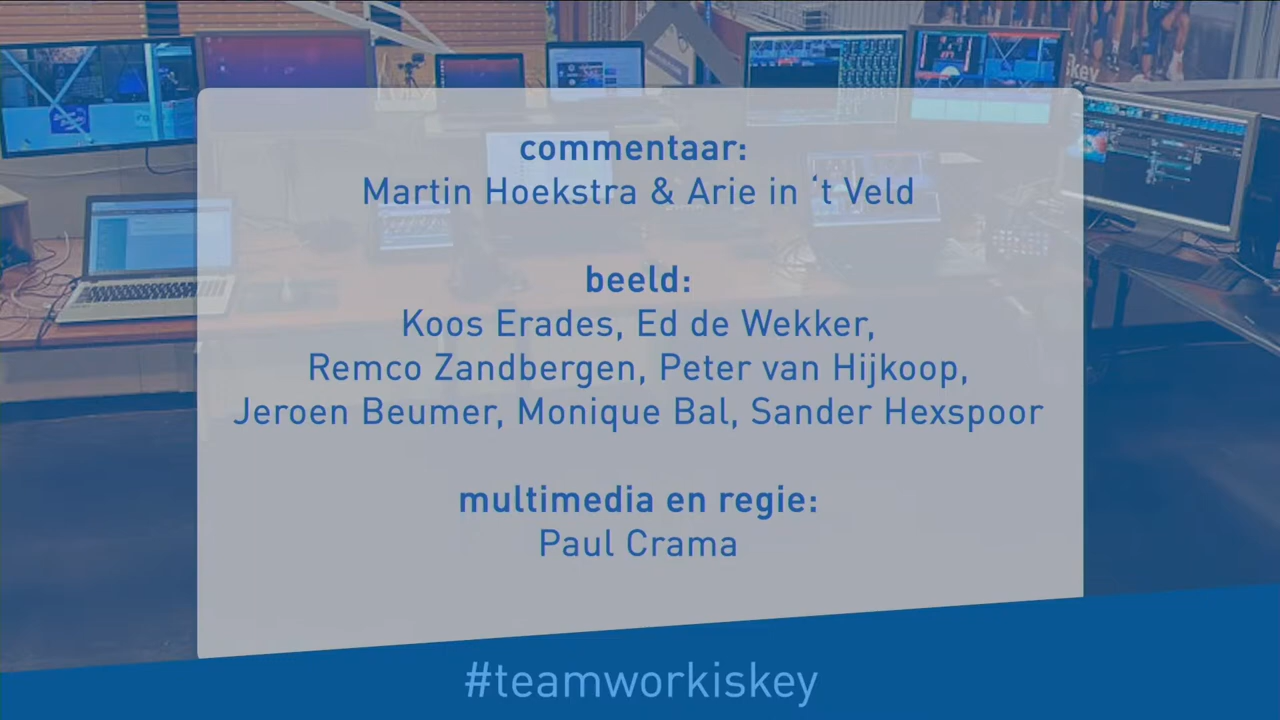 commentaar:
Martin Hoekstra & Arie in ‘t Veld
beeld:
Koos Erades, Ed de Wekker,
Remco Zandbergen, Peter van Hijkoop,
Jeroen Beumer, Monique Bal, Sander Hexspoor
multimedia en regie:
Paul Crama
#teamworkiskey